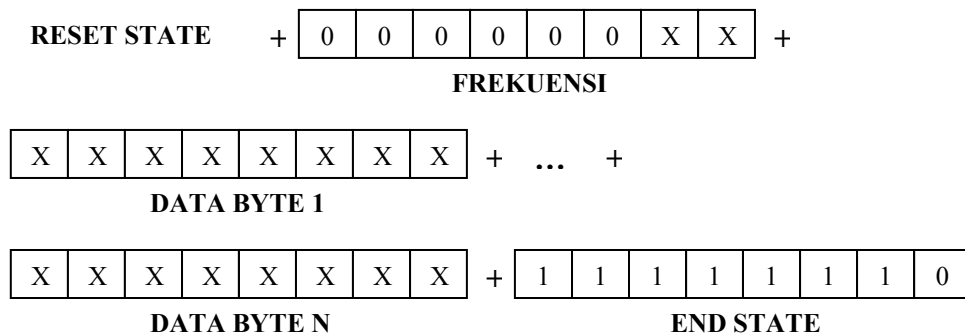 RESET STATE + 0 0 0 0 0 0 X X +
FREKUENSI
X X X X X X X X + ... +
DATA BYTE 1
X X X X X X X X + 1 1 1 1 1 1 1 0
DATA BYTE N END STATE